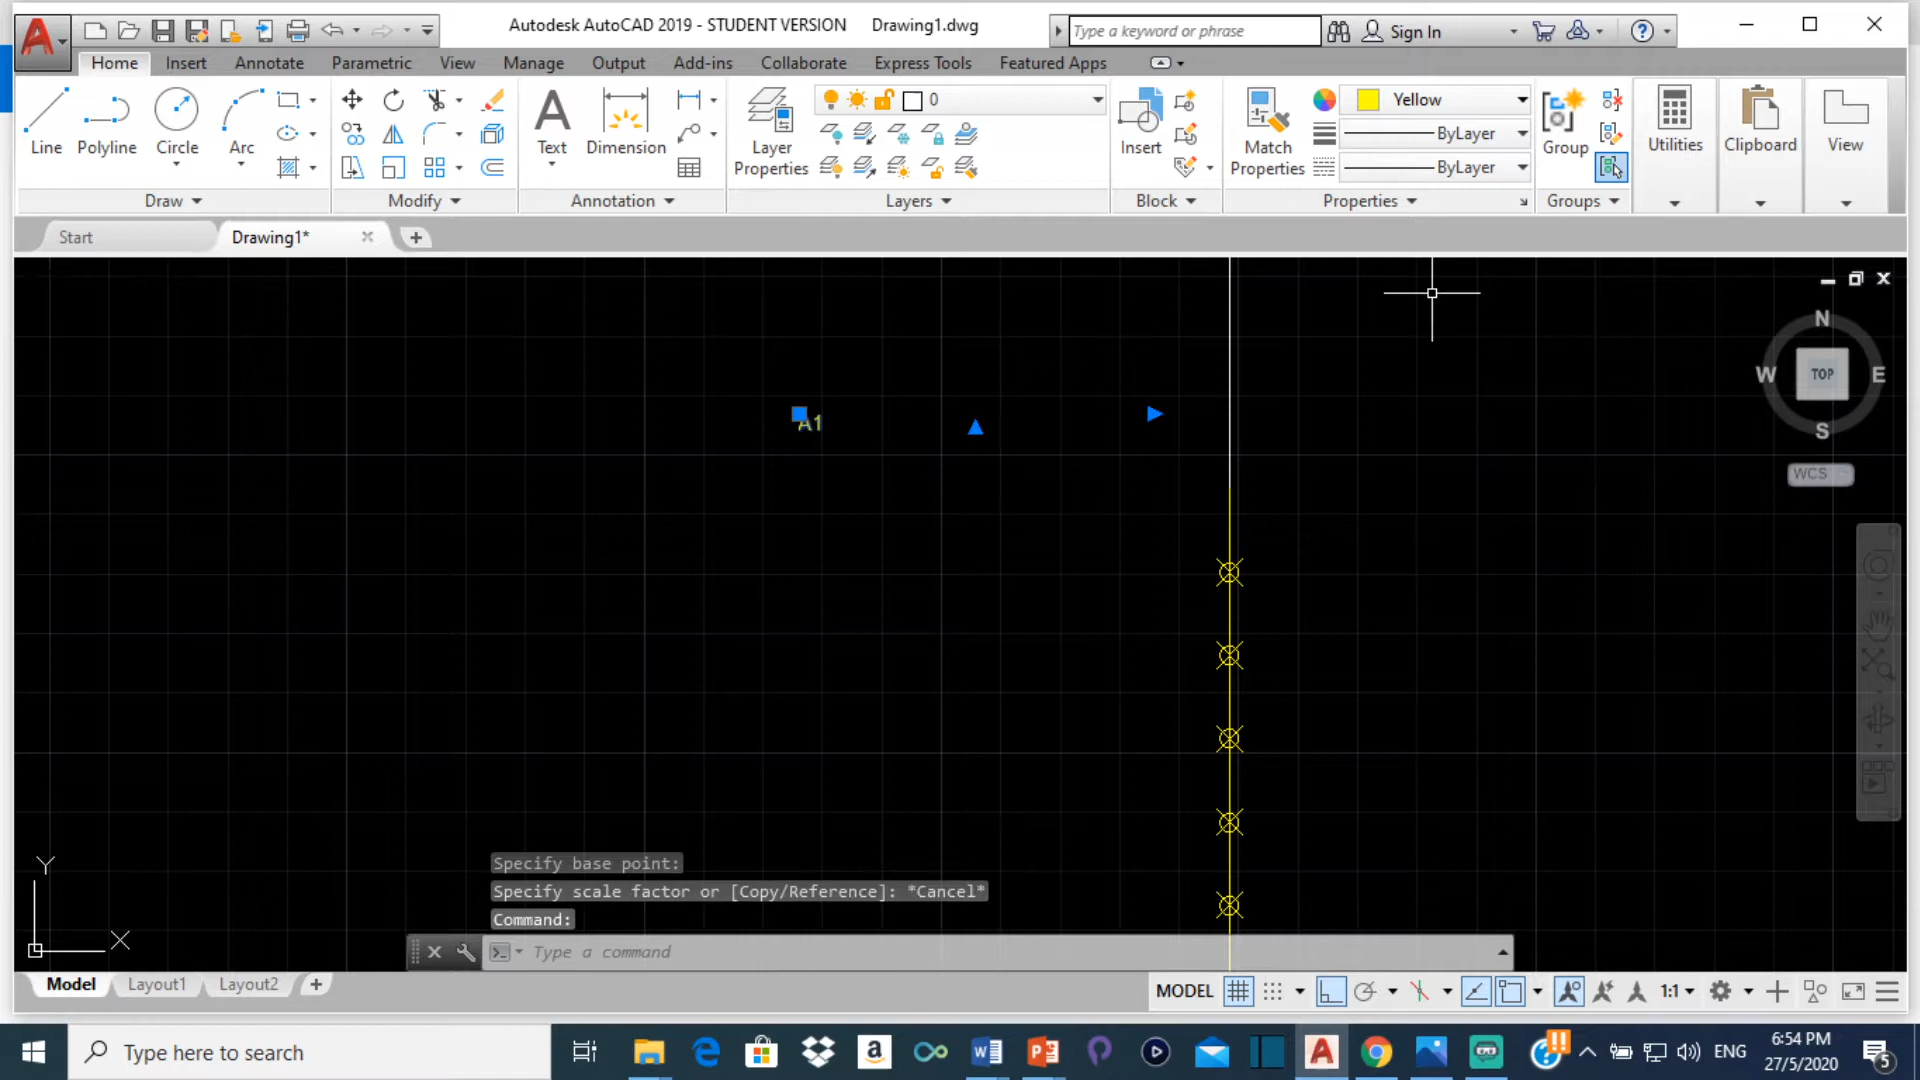 Autodesk AutoCAD 2019 - STUDENT VERSION Drawing1.dwg
Type a keyword or phrase
Sign In
Home Insert Annotate Parametric View Manage Output Add-ins Collaborate Express Tools Featured Apps
0
Yellow
ByLayer
ByLayer
Line Polyline Circle Arc
Text Dimension
Layer Properties
Insert
Match Properties
Group
Utilities Clipboard View
Draw Modify Annotation Layers Block Properties Groups
Start Drawing1*
N
W TOP E
S
WCS
A1
Specify base point:
Specify scale factor or [Copy/Reference]: *Cancel*
Command:
Type a command
Y
X
Model Layout1 Layout2
MODEL 1:1
Type here to search
ENG
6:54 PM
27/5/2020
5